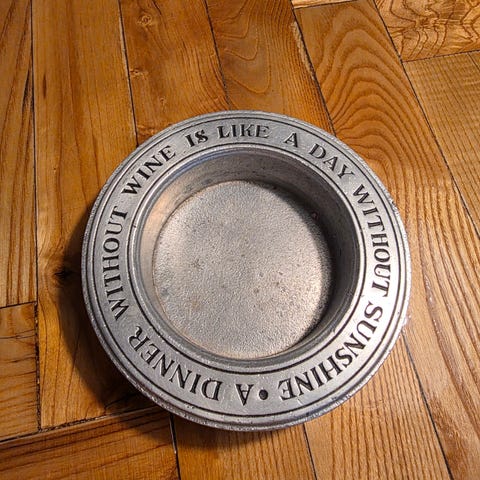 A DINNER WITHOUT WINE IS LIKE A DAY WITHOUT SUNSHINE •